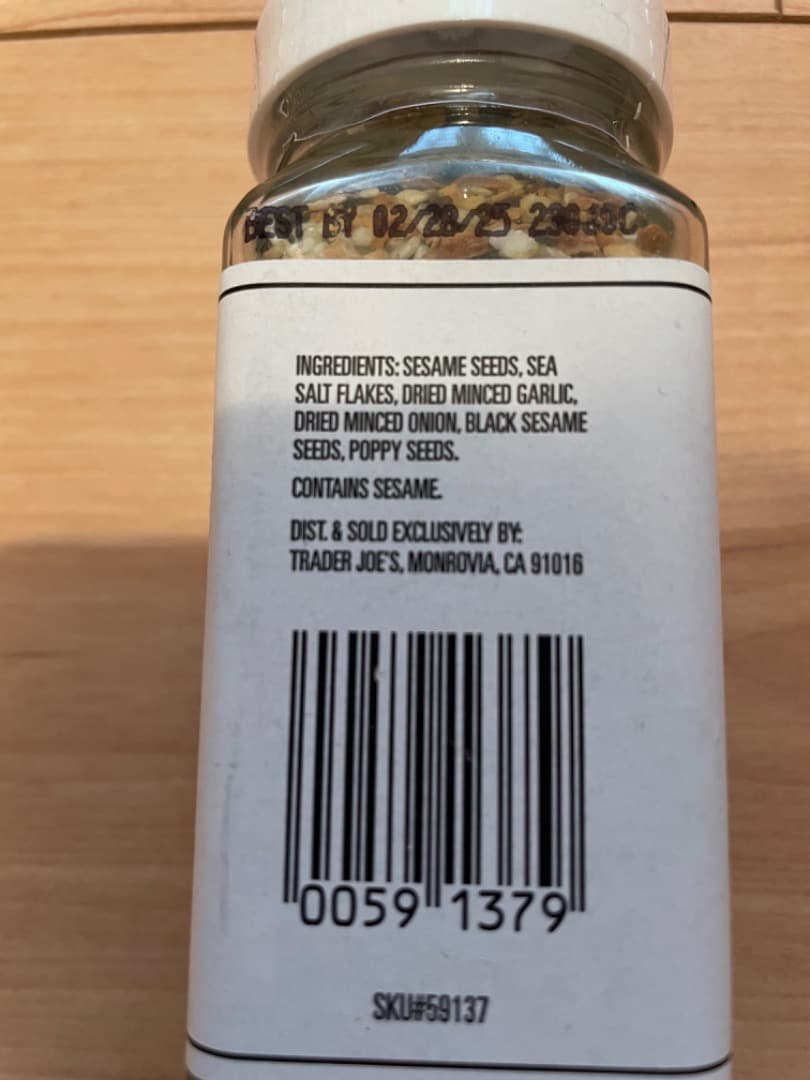 BEST BY 02/28/25
INGREDIENTS: SESAME SEEDS, SEA
SALT FLAKES, DRIED MINCED GARLIC,
DRIED MINCED ONION, BLACK SESAME
SEEDS, POPPY SEEDS.
CONTAINS SESAME.
DIST. & SOLD EXCLUSIVELY BY:
TRADER JOE'S, MONROVIA, CA 91016
0059 1379
SKU#59137